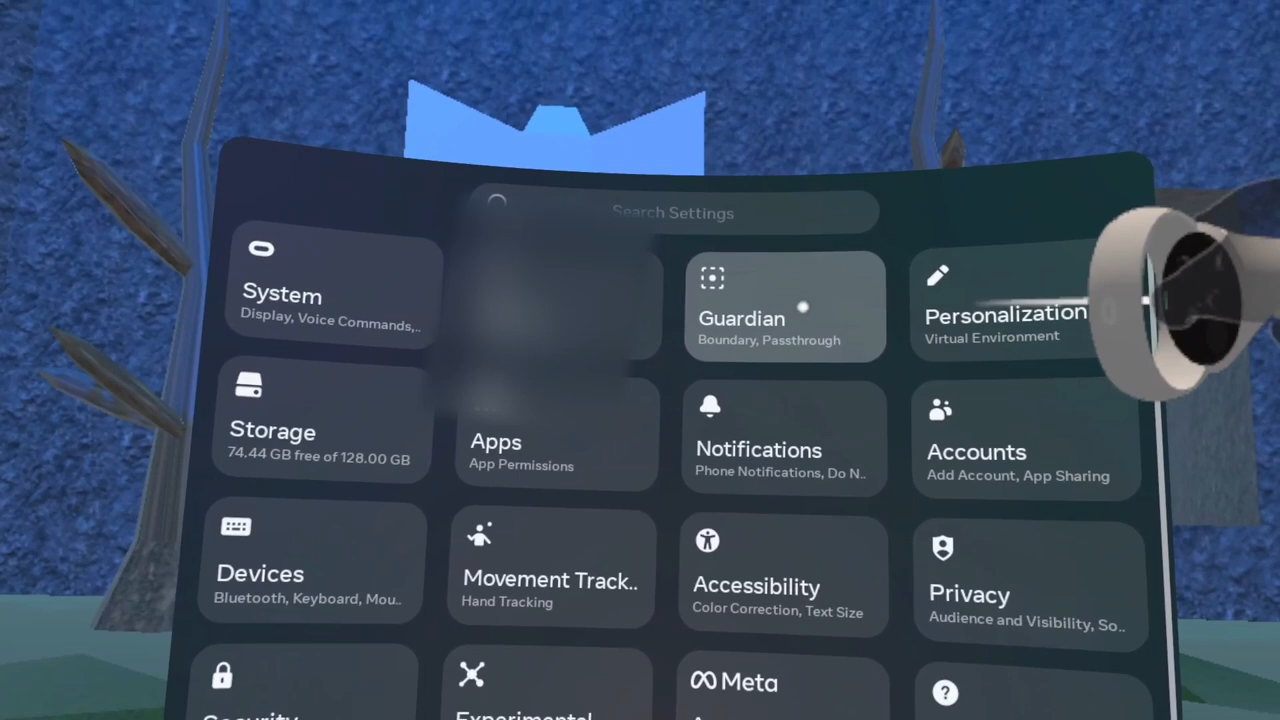 Search Settings
System
Display, Voice Commands,..
Guardian
Boundary, Passthrough
Personalization
Virtual Environment
Storage
74.44 GB free of 128.00 GB
Apps
App Permissions
Notifications
Phone Notifications, Do N..
Accounts
Add Account, App Sharing
Devices
Bluetooth, Keyboard, Mou..
Movement Track..
Hand Tracking
Accessibility
Color Correction, Text Size
Privacy
Audience and Visibility, So..
Security
Experimental
Meta